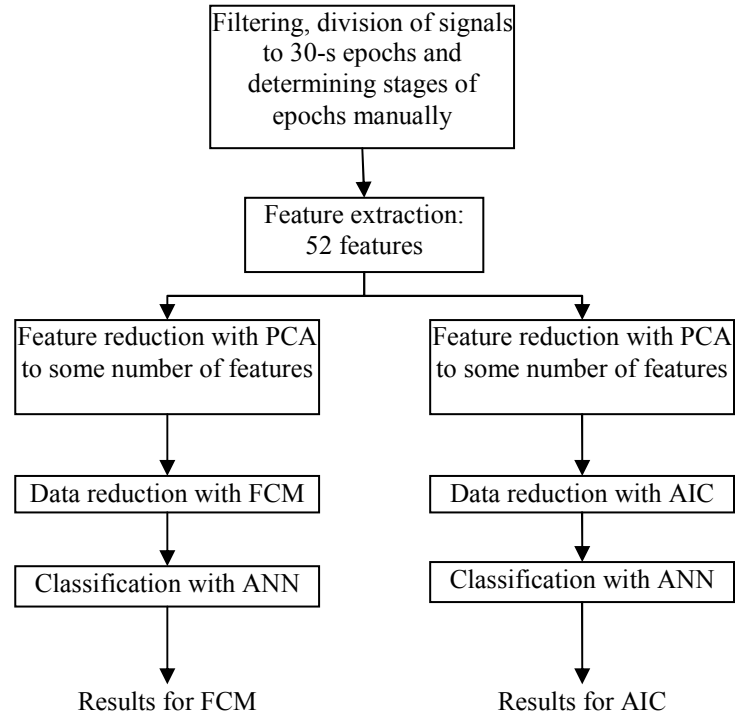 Filtering, division of signals
to 30-s epochs and
determining stages of
epochs manually
Feature extraction:
52 features
Feature reduction with PCA
to some number of features
Feature reduction with PCA
to some number of features
Data reduction with FCM
Data reduction with AIC
Classification with ANN
Classification with ANN
Results for FCM
Results for AIC